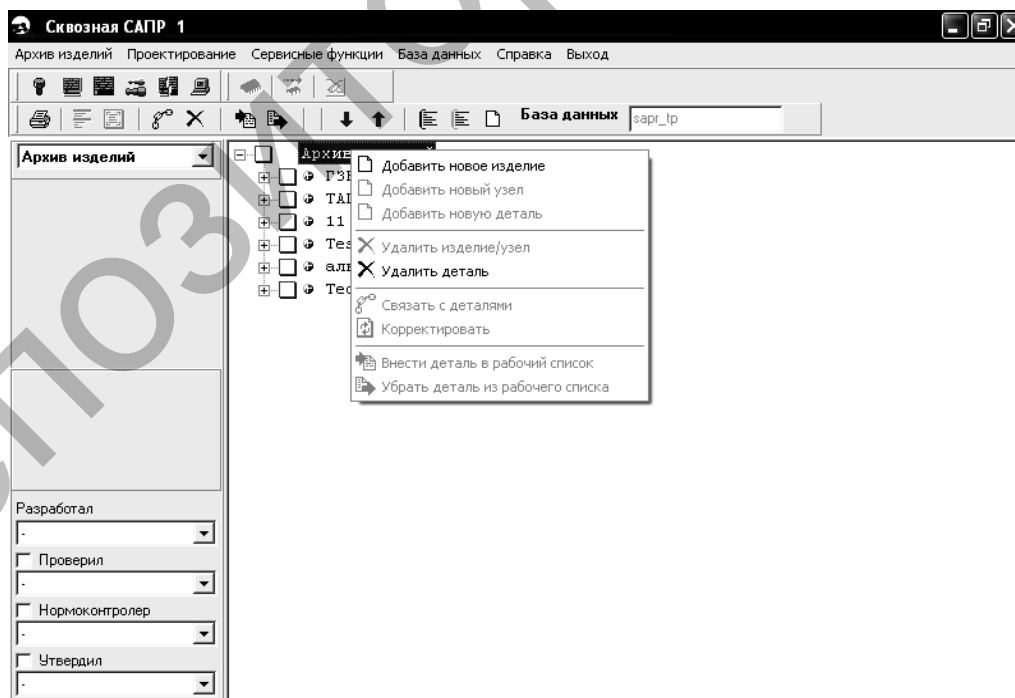 Сквозная САПР 1
Архив изделий Проектирование Сервисные функции База данных Справка Выход
База данных sapr_tp
Архив изделий
11
Добавить новое изделие
Добавить новый узел
Добавить новую деталь
Удалить изделие/узел
Удалить деталь
Связать с деталями
Корректировать
Внести деталь в рабочий список
Убрать деталь из рабочего списка
Разработал
-
Проверил
-
Нормоконтролер
-
Утвердил
-